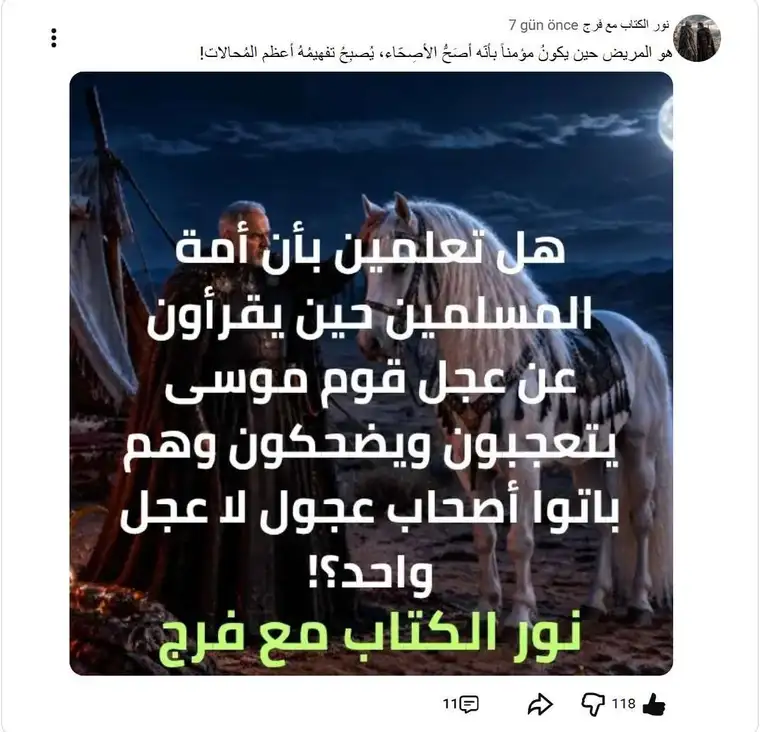 نور الكتاب مع فرج 7 gün önce
هو المريض حين يكونُ مؤمناً بأنّه أصَحُّ الأصِحّاء، يُصبِحُ تفهيمُهُ أعظم المُحالات!
هل تعلمين بأن أمة
المسلمين حين يقرأون
عن عجل قوم موسى
يتعجبون ويضحكون وهم
باتوا أصحاب عجول لا عجل
واحد؟!
نور الكتاب مع فرج
118
11